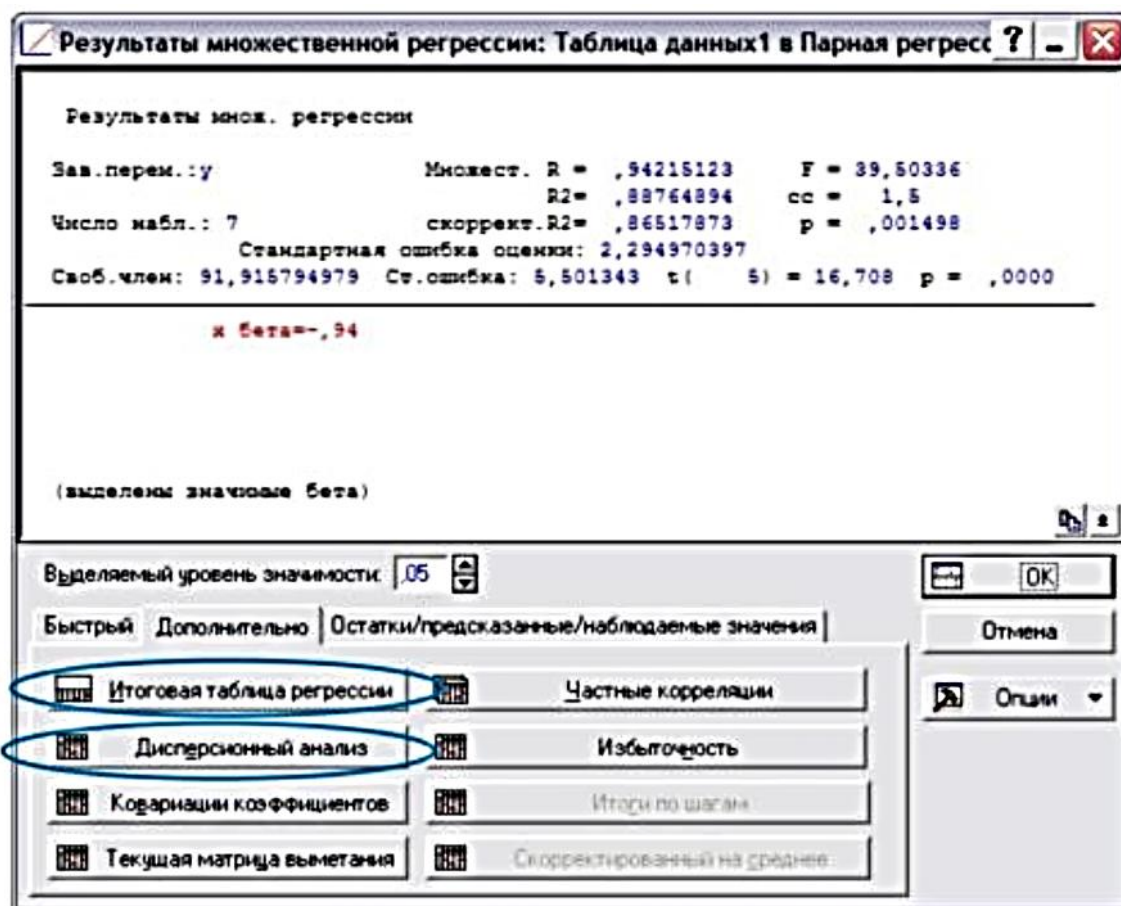 Результаты множественной регрессии: Таблица данных1 в Парная регресс ?
Результаты множ. регрессии
Зав.перем.:y Множест. R = ,94215123 F = 39,50336
R2= ,88764894 сс = 1,5
Число набл.: 7 скоррект.R2= ,86517873 p = ,001498
Стандартная ошибка оценки: 2,294970397
Своб.член: 91,915794979 Ст.ошибка: 5,501343 t( 5) = 16,708 p = ,0000
x бета=-,94
(выделены значимые бета)
Выделяемый уровень значимости: ,05
OK
Быстрый Дополнительно Остатки/предсказанные/наблюдаемые значения
Отмена
Итоговая таблица регрессии Частные корреляции
Опции
Дисперсионный анализ Избыточность
Ковариации коэффициентов Итоги по шагам
Текущая матрица выметания Скорректированный на среднее